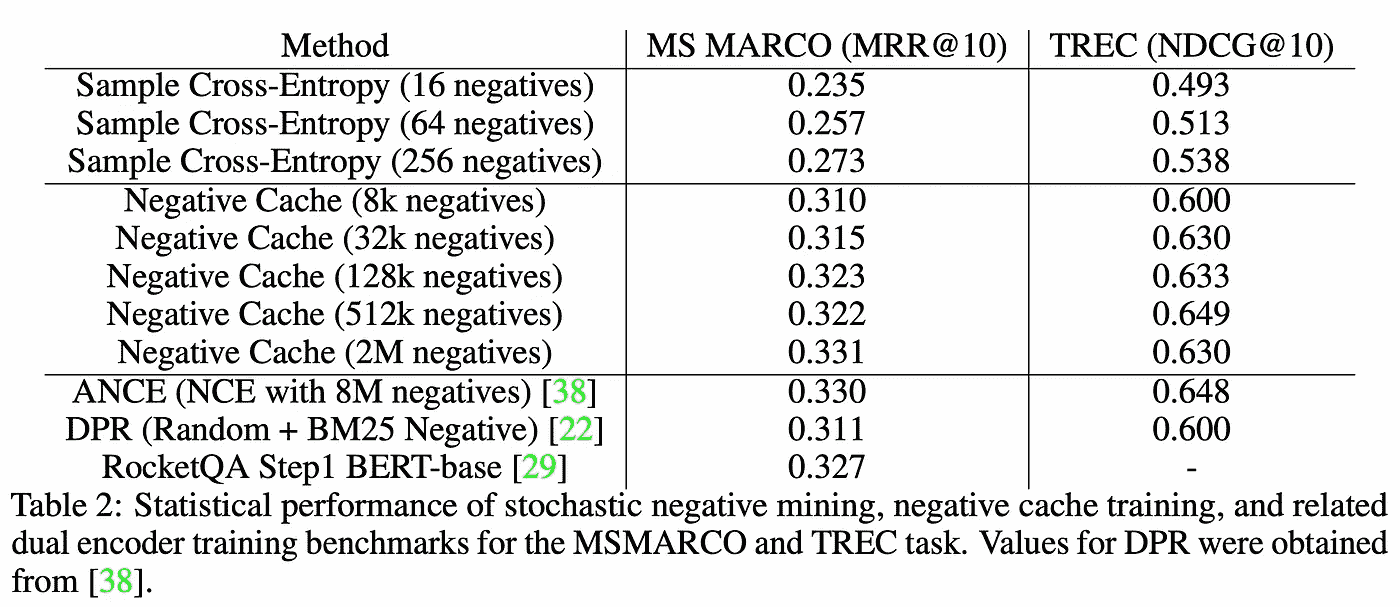 Method MS MARCO (MRR@10) TREC (NDCG@10)
Sample Cross-Entropy (16 negatives) 0.235 0.493
Sample Cross-Entropy (64 negatives) 0.257 0.513
Sample Cross-Entropy (256 negatives) 0.273 0.538
Negative Cache (8k negatives) 0.310 0.600
Negative Cache (32k negatives) 0.315 0.630
Negative Cache (128k negatives) 0.323 0.633
Negative Cache (512k negatives) 0.322 0.649
Negative Cache (2M negatives) 0.331 0.630
ANCE (NCE with 8M negatives) [38] 0.330 0.648
DPR (Random + BM25 Negative) [22] 0.311 0.600
RocketQA Step1 BERT-base [29] 0.327 -
Table 2: Statistical performance of stochastic negative mining, negative cache training, and related
dual encoder training benchmarks for the MSMARCO and TREC task. Values for DPR were obtained
from [38].